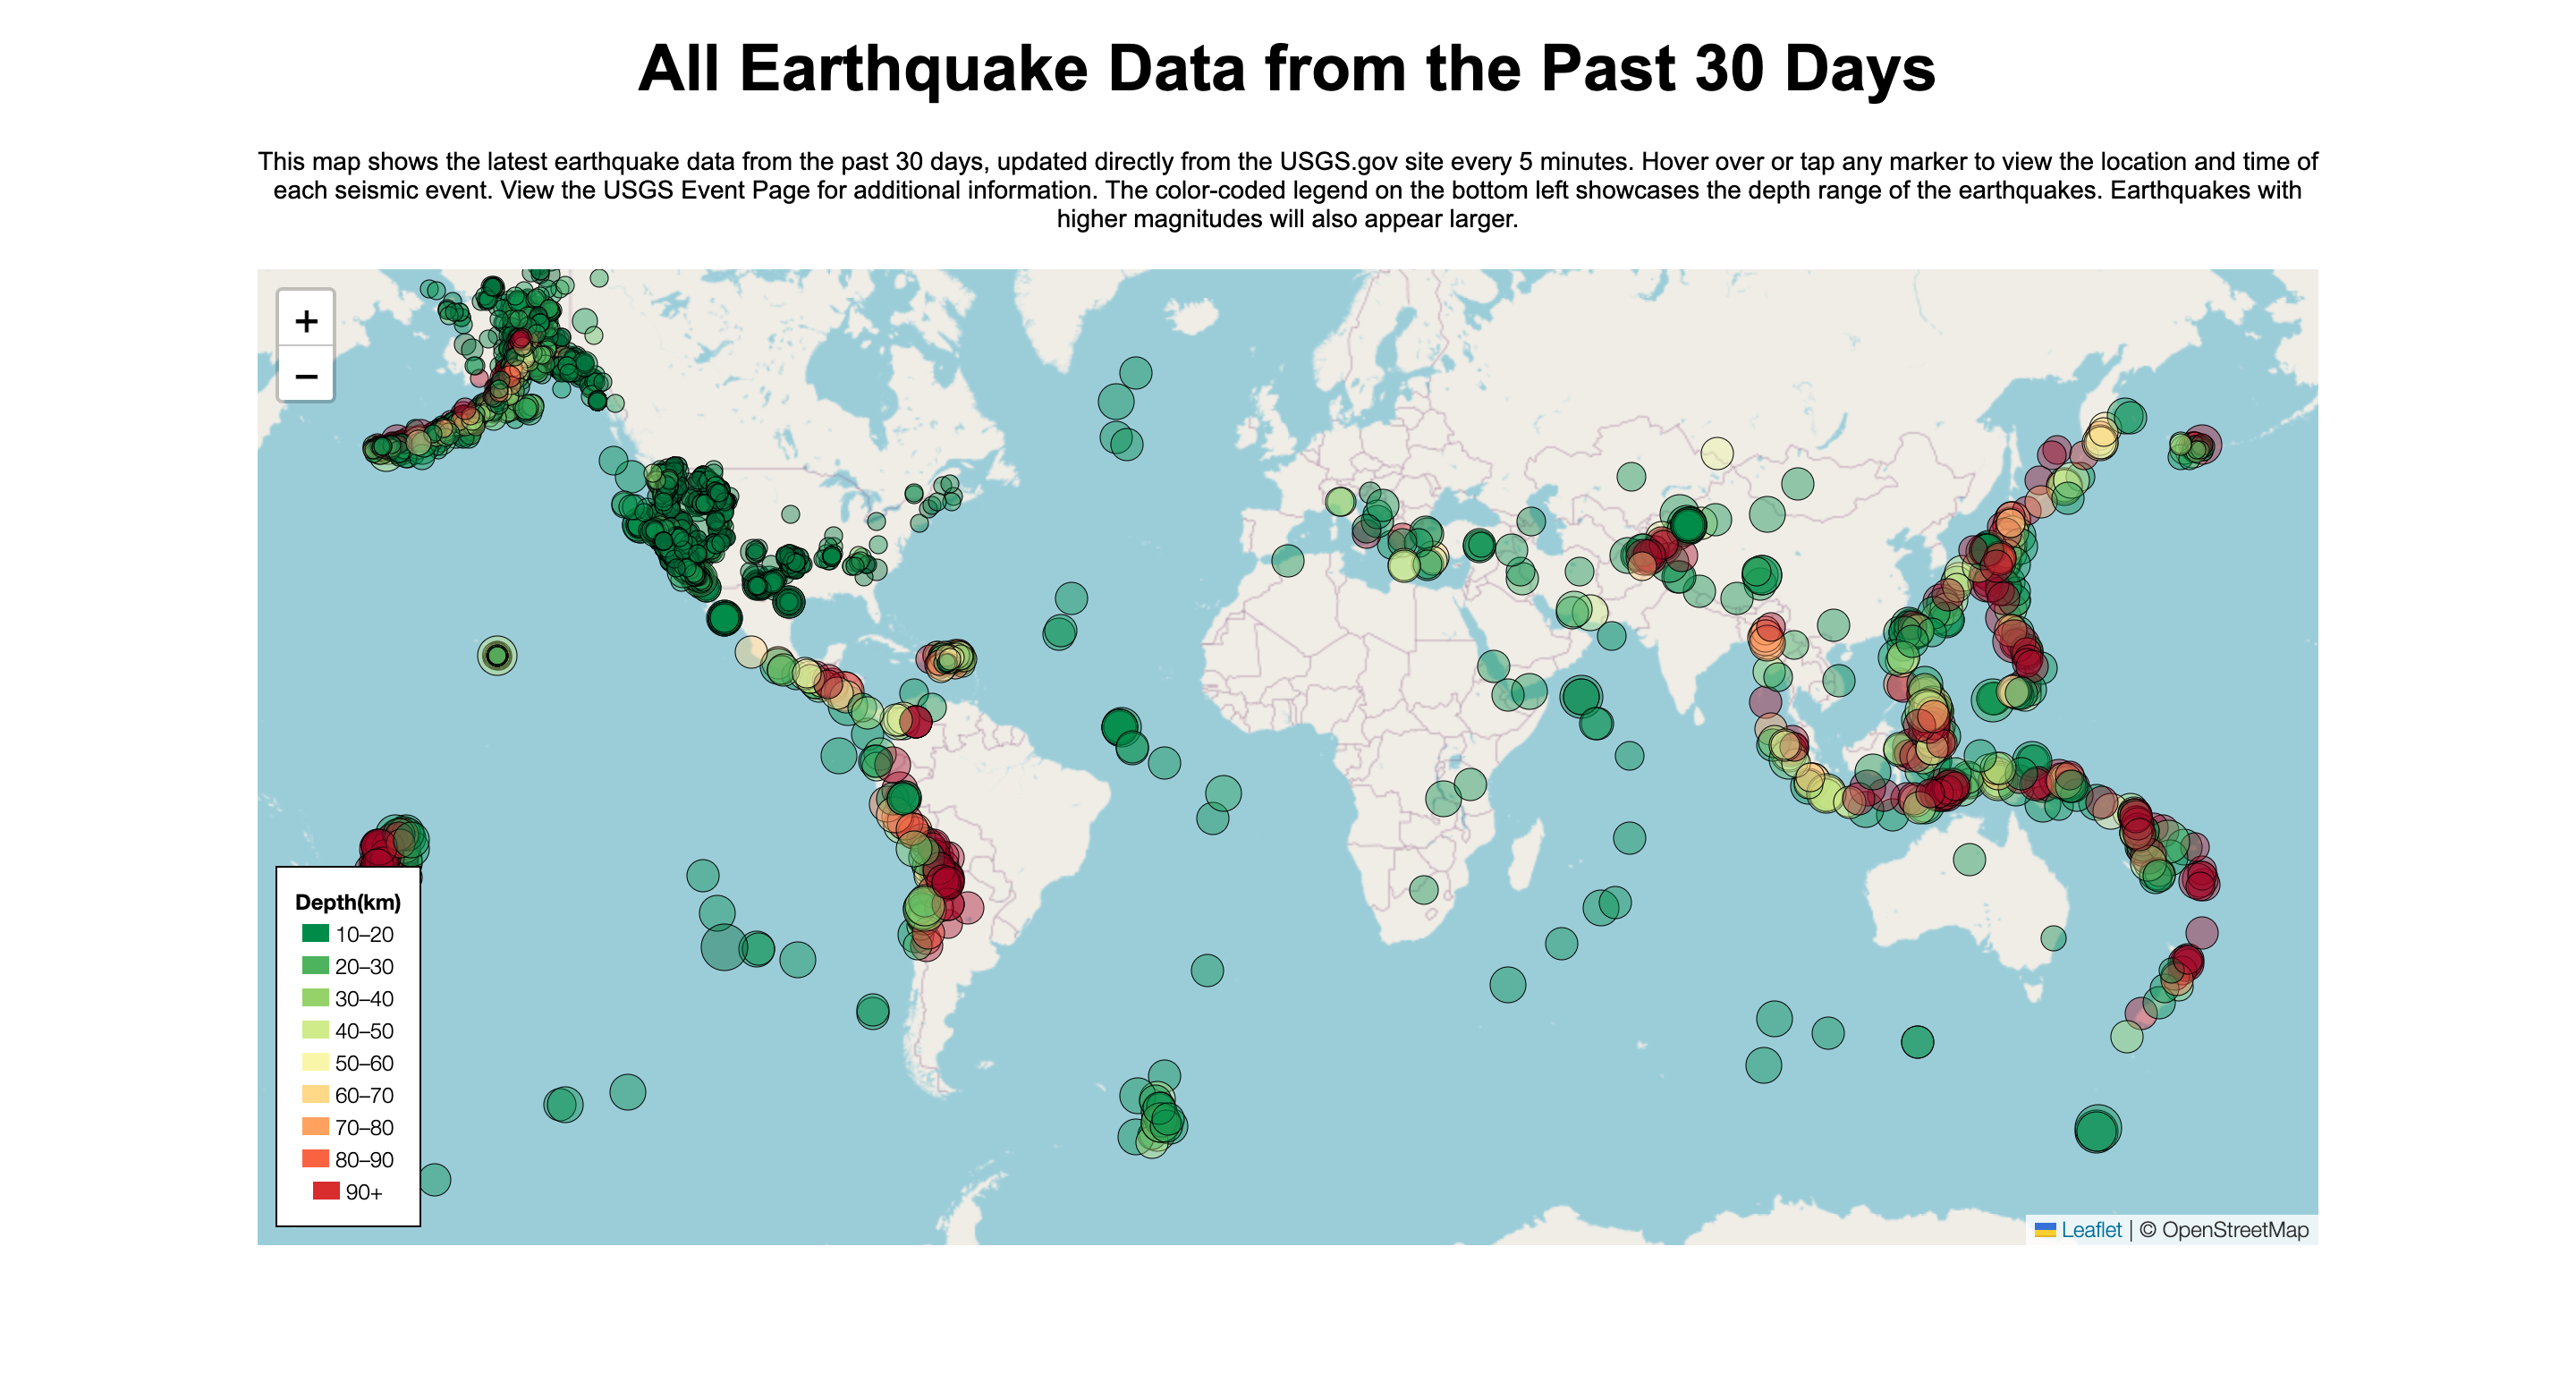 All Earthquake Data from the Past 30 Days
This map shows the latest earthquake data from the past 30 days, updated directly from the USGS.gov site every 5 minutes. Hover over or tap any marker to view the location and time of
each seismic event. View the USGS Event Page for additional information. The color-coded legend on the bottom left showcases the depth range of the earthquakes. Earthquakes with
higher magnitudes will also appear larger.
+
−
Depth(km)
10–20
20–30
30–40
40–50
50–60
60–70
70–80
80–90
90+
Leaflet | © OpenStreetMap